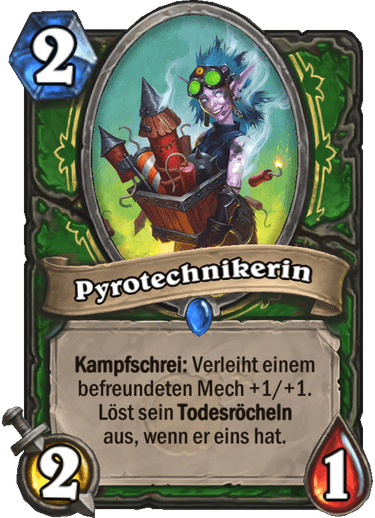 2
Pyrotechnikerin
Kampfschrei: Verleiht einem
befreundeten Mech +1/+1.
Löst sein Todesröcheln
aus, wenn er eins hat.
2
1